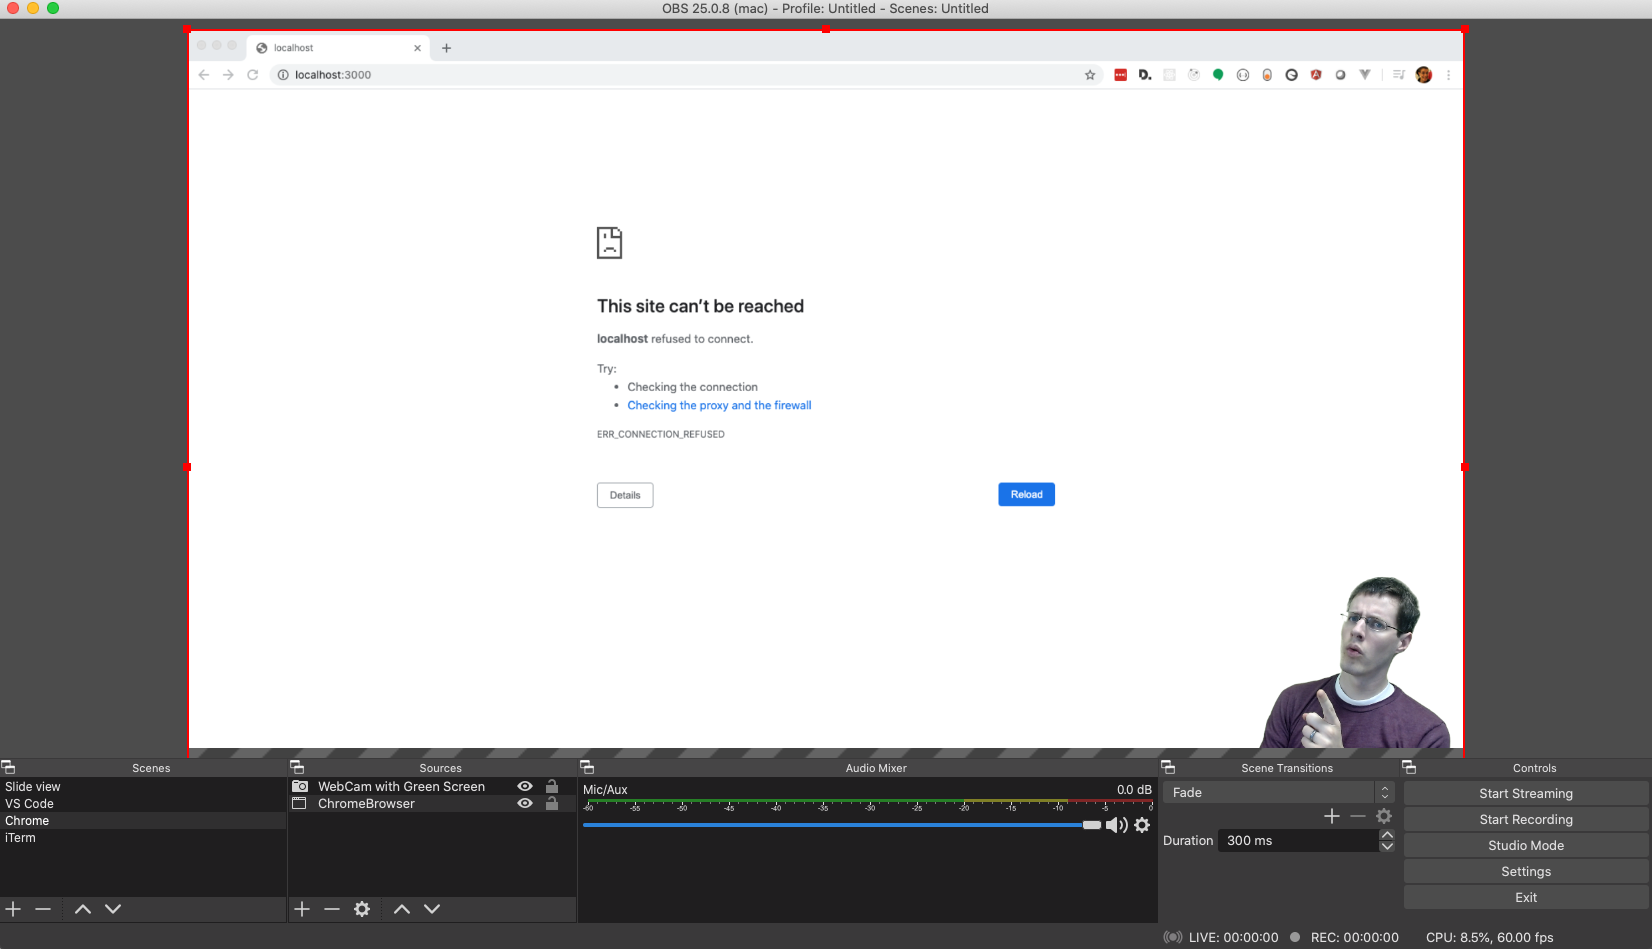 OBS 25.0.8 (mac) - Profile: Untitled - Scenes: Untitled
localhost
localhost:3000
D.
This site can't be reached
localhost refused to connect.
Try:
• Checking the connection
• Checking the proxy and the firewall
ERR_CONNECTION_REFUSED
Details
Reload
Scenes
Slide view
VS Code
Chrome
iTerm
Sources
WebCam with Green Screen
ChromeBrowser
Audio Mixer
Mic/Aux
0.0 dB
-60 -55 -50 -45 -40 -35 -30 -25 -20 -15 -10 -5 0
Scene Transitions
Fade
Duration 300 ms
Controls
Start Streaming
Start Recording
Studio Mode
Settings
Exit
LIVE: 00:00:00 REC: 00:00:00 CPU: 8.5%, 60.00 fps